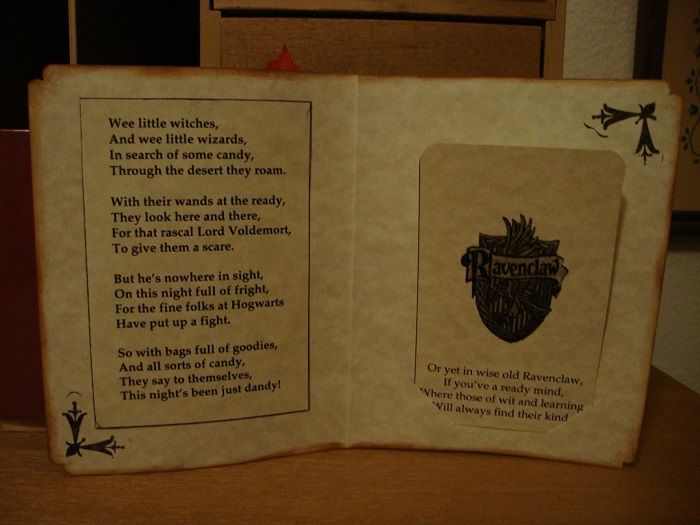 Wee little witches,
And wee little wizards,
In search of some candy,
Through the desert they roam.
With their wands at the ready,
They look here and there,
For that rascal Lord Voldemort,
To give them a scare.
But he's nowhere in sight,
On this night full of fright,
For the fine folks at Hogwarts
Have put up a fight.
So with bags full of goodies,
And all sorts of candy,
They say to themselves,
This night's been just dandy!
Ravenclaw
Or yet in wise old Ravenclaw,
If you've a ready mind,
Where those of wit and learning
Will always find their kind